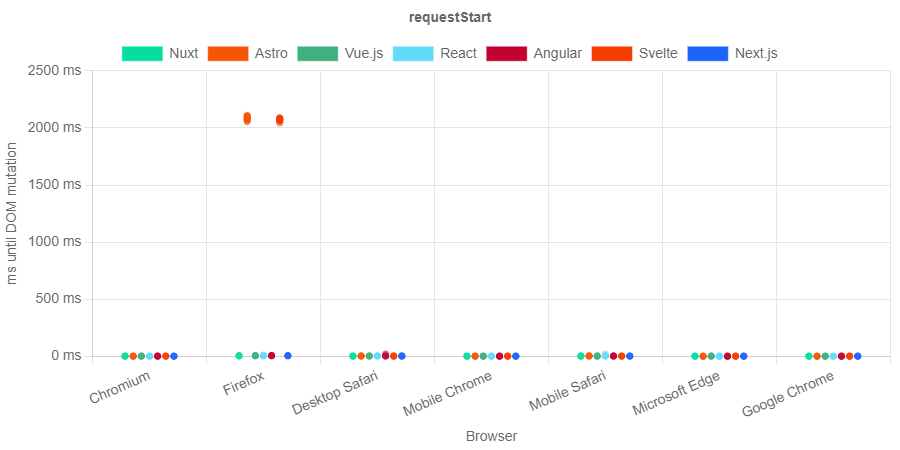 requestStart
Nuxt Astro Vue.js React Angular Svelte Next.js
2500 ms
2000 ms
1500 ms
1000 ms
500 ms
0 ms
ms until DOM mutation
Chromium Firefox Desktop Safari Mobile Chrome Mobile Safari Microsoft Edge Google Chrome
Browser